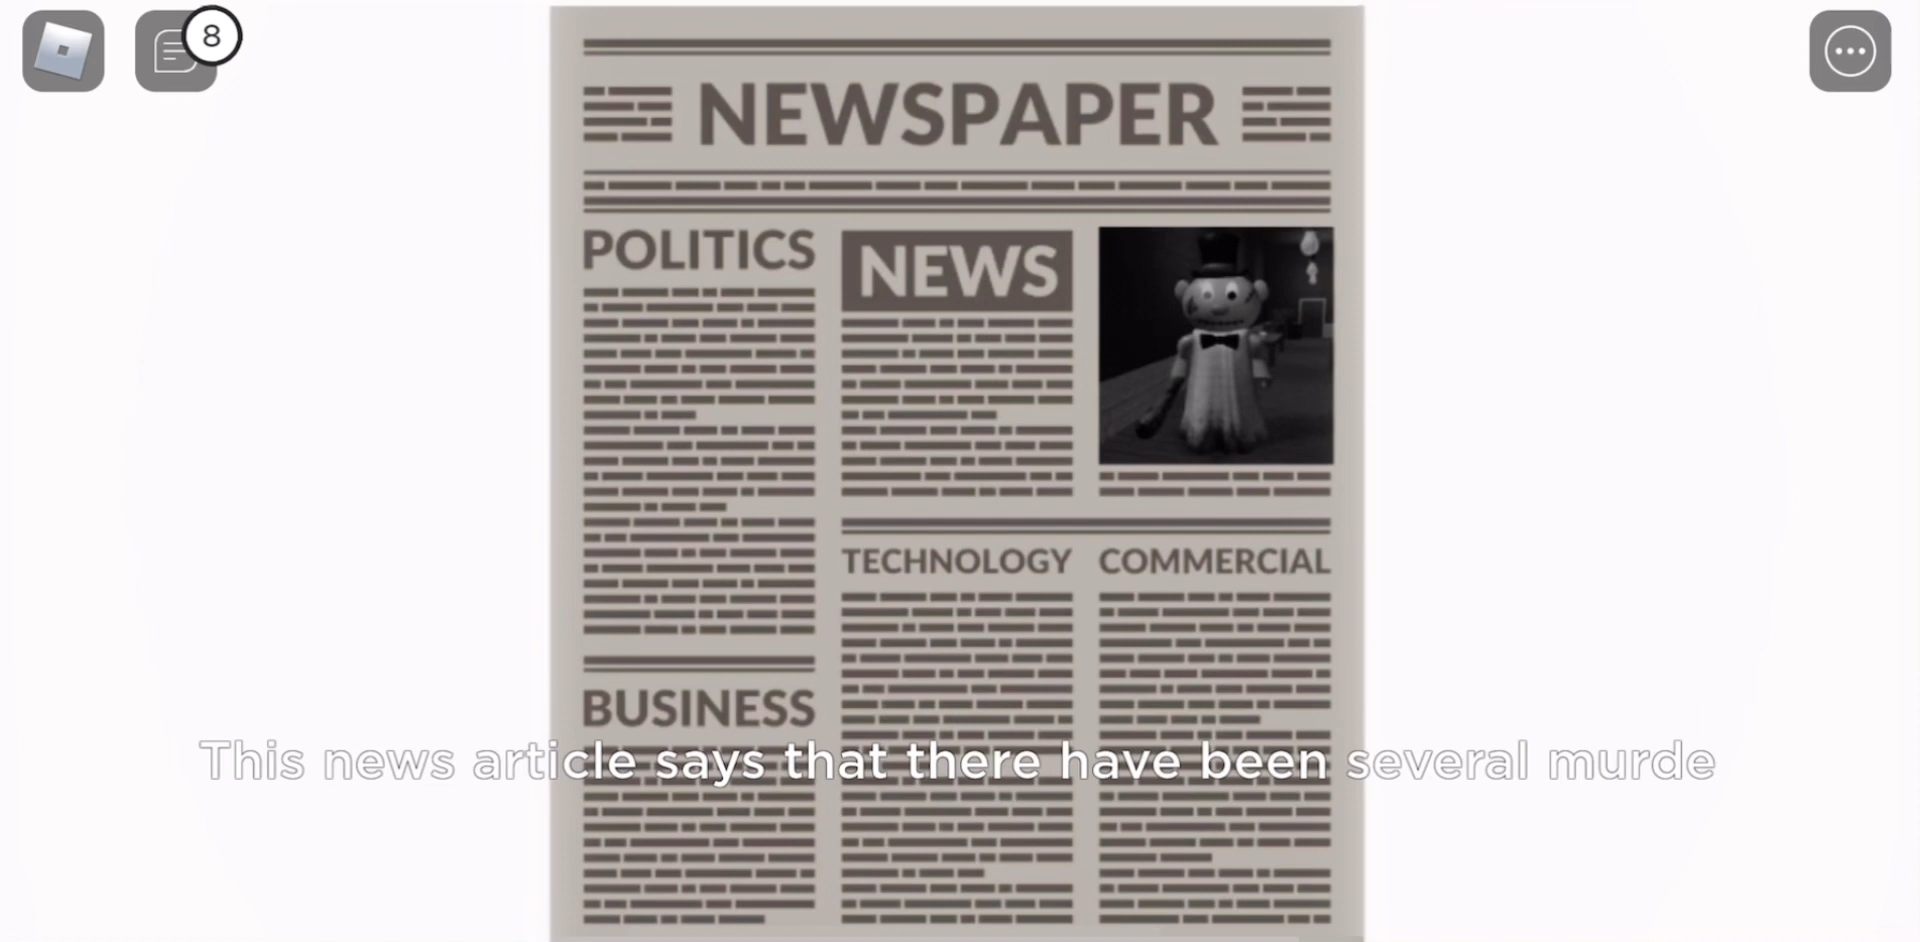 8
NEWSPAPER
POLITICS
NEWS
TECHNOLOGY
COMMERCIAL
BUSINESS
This news article says that there have been several murde